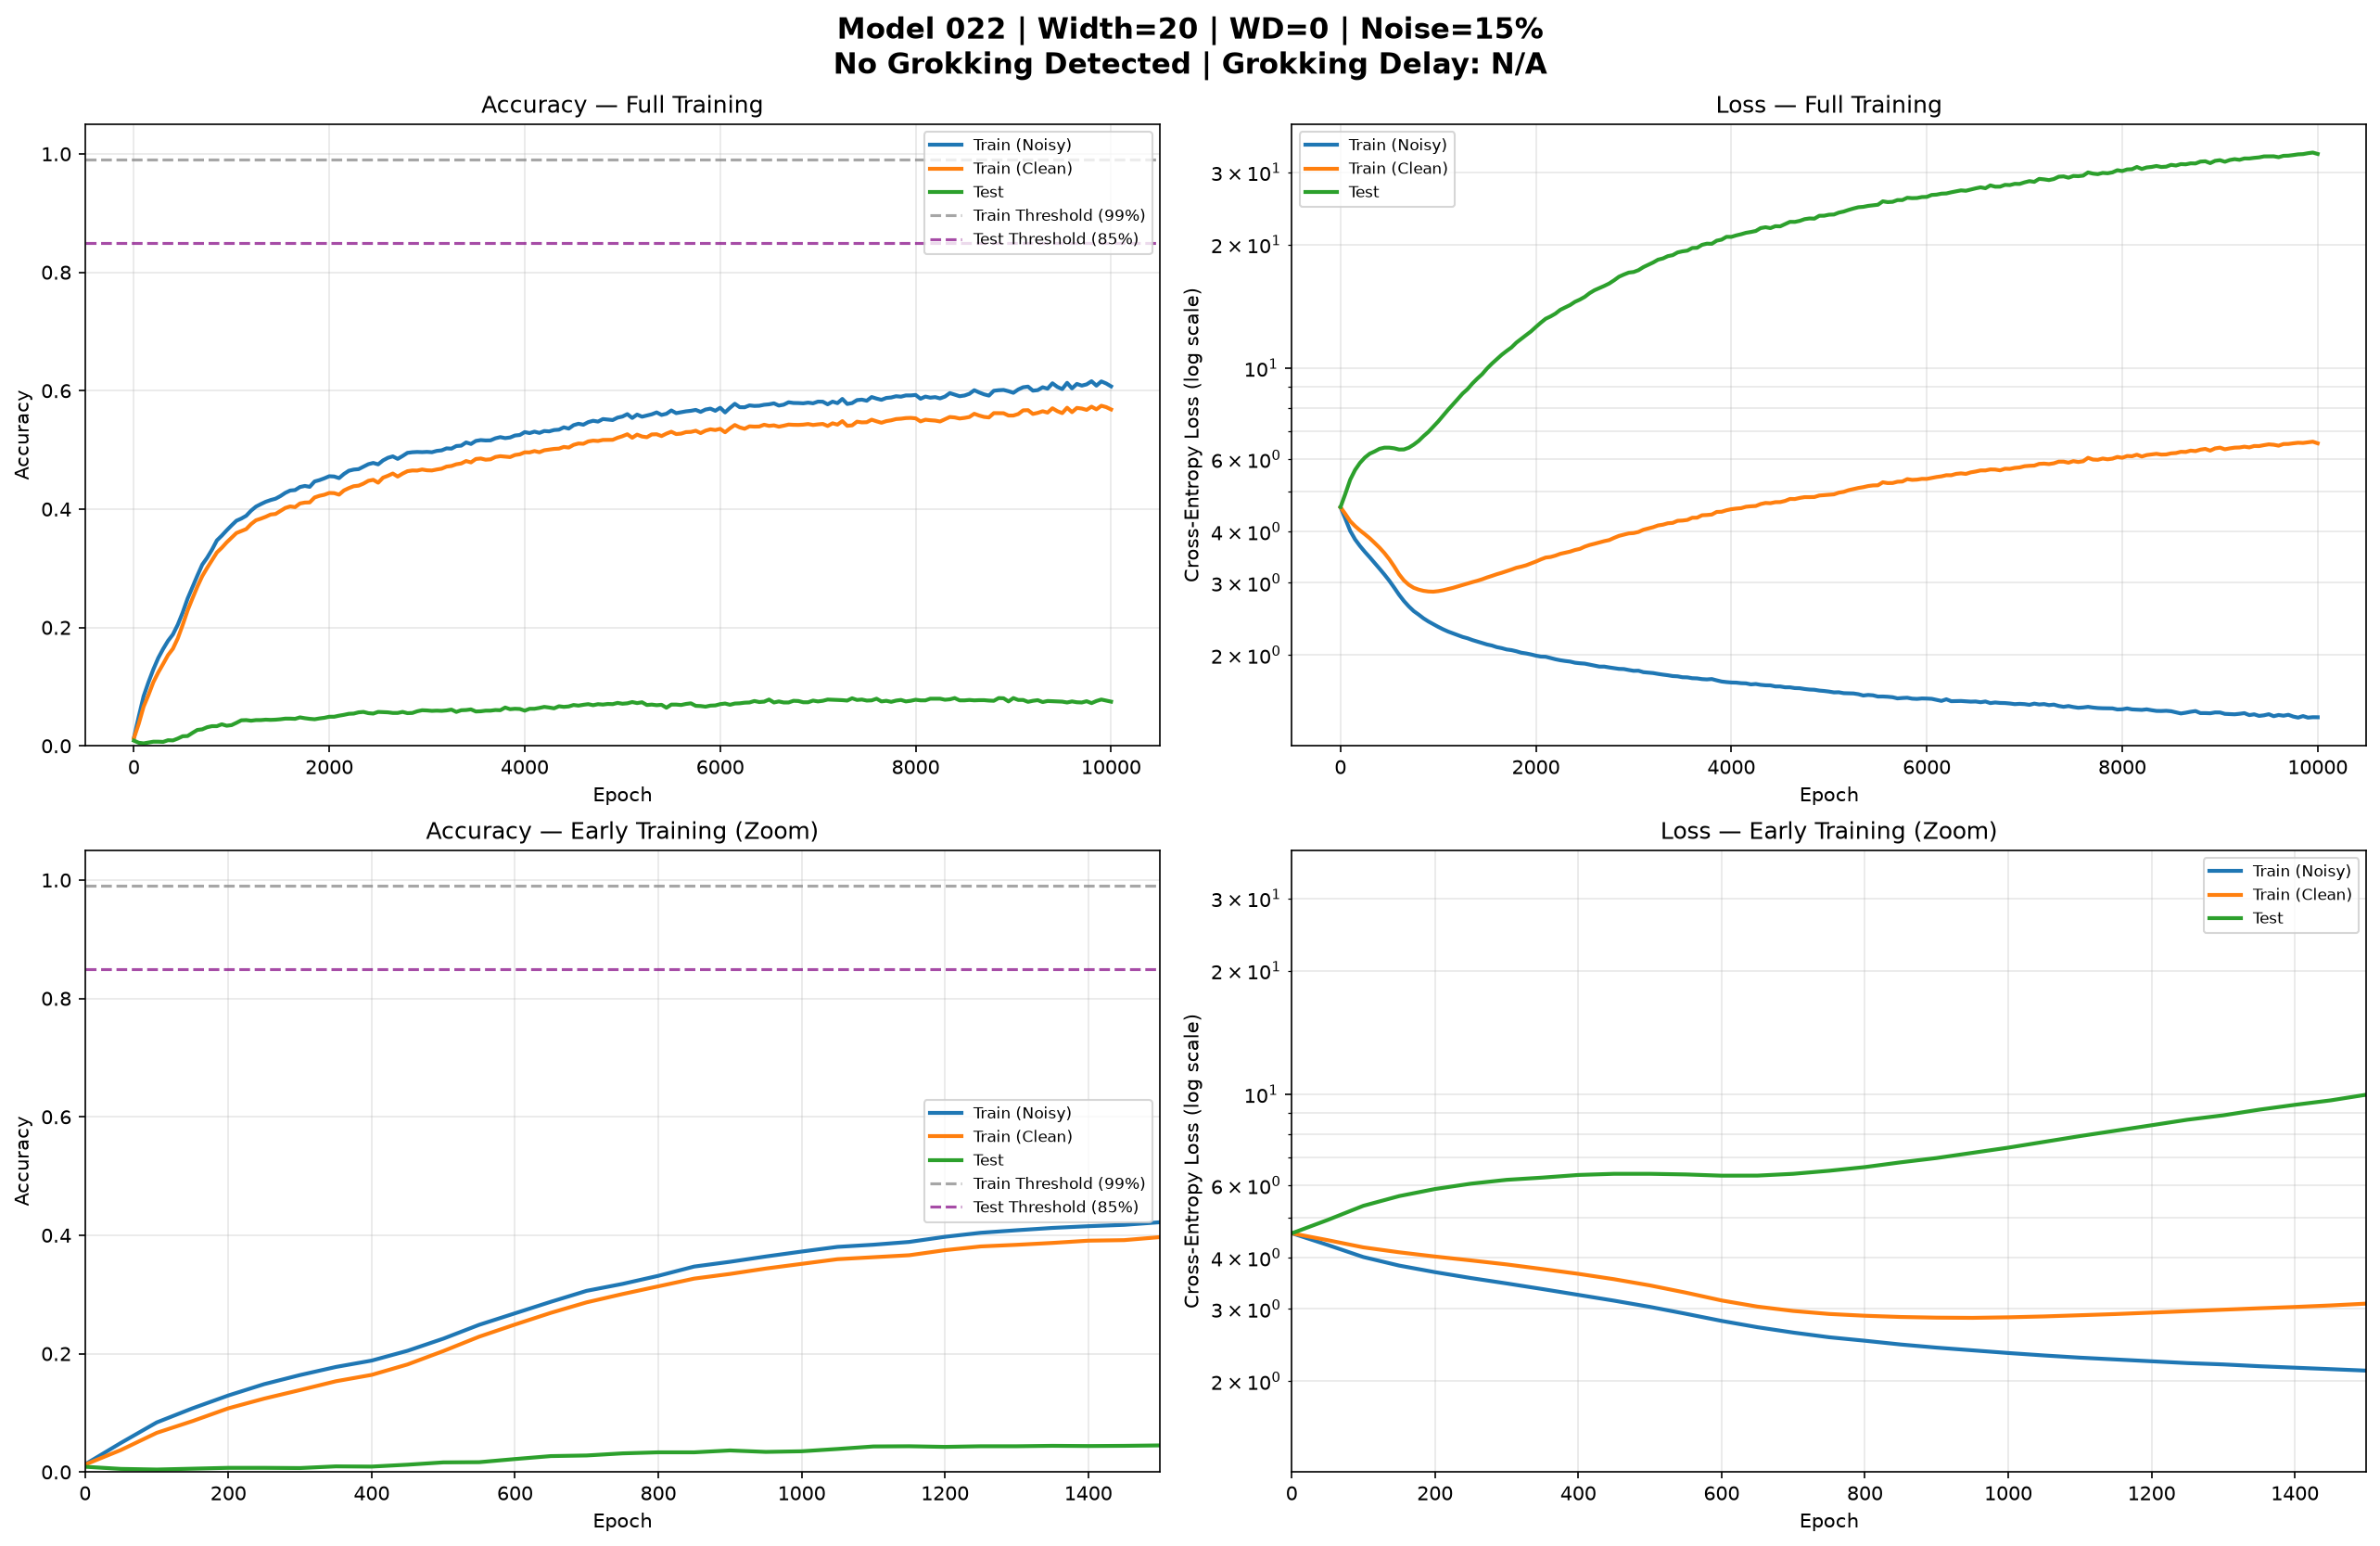 Model 022 | Width=20 | WD=0 | Noise=15%
No Grokking Detected | Grokking Delay: N/A
Accuracy — Full Training
Accuracy
1.0
0.8
0.6
0.4
0.2
0.0
0
2000
4000
6000
8000
10000
Epoch
Train (Noisy)
Train (Clean)
Test
Train Threshold (99%)
Test Threshold (85%)
Loss — Full Training
Cross-Entropy Loss (log scale)
3 × 10¹
2 × 10¹
10¹
6 × 10⁰
4 × 10⁰
3 × 10⁰
2 × 10⁰
0
2000
4000
6000
8000
10000
Epoch
Train (Noisy)
Train (Clean)
Test
Accuracy — Early Training (Zoom)
Accuracy
1.0
0.8
0.6
0.4
0.2
0.0
0
200
400
600
800
1000
1200
1400
Epoch
Train (Noisy)
Train (Clean)
Test
Train Threshold (99%)
Test Threshold (85%)
Loss — Early Training (Zoom)
Cross-Entropy Loss (log scale)
3 × 10¹
2 × 10¹
10¹
6 × 10⁰
4 × 10⁰
3 × 10⁰
2 × 10⁰
0
200
400
600
800
1000
1200
1400
Epoch
Train (Noisy)
Train (Clean)
Test